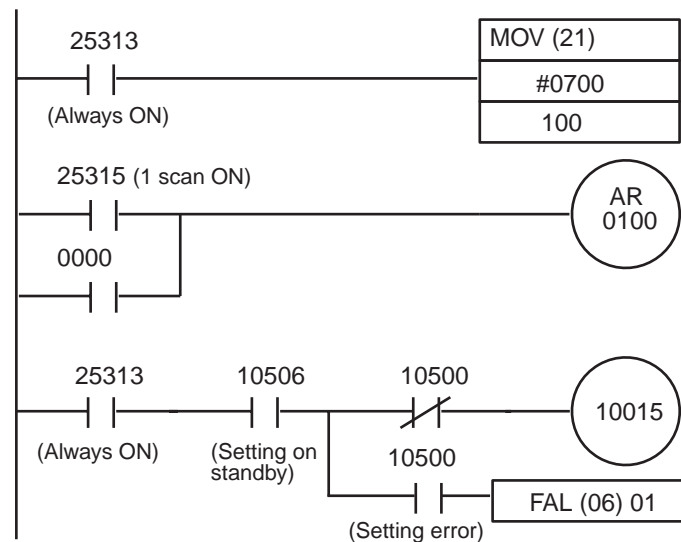 25313
MOV (21)
#0700
100
(Always ON)
25315 (1 scan ON)
AR
0100
0000
25313
10506
10500
10015
(Always ON)
(Setting on
standby)
10500
FAL (06) 01
(Setting error)